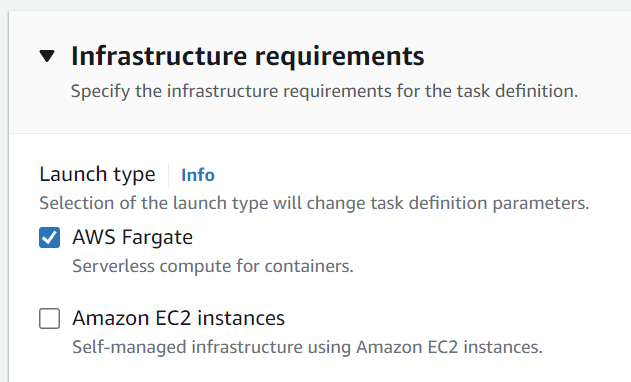 Infrastructure requirements
Specify the infrastructure requirements for the task definition.
Launch type Info
Selection of the launch type will change task definition parameters.
AWS Fargate
Serverless compute for containers.
Amazon EC2 instances
Self-managed infrastructure using Amazon EC2 instances.